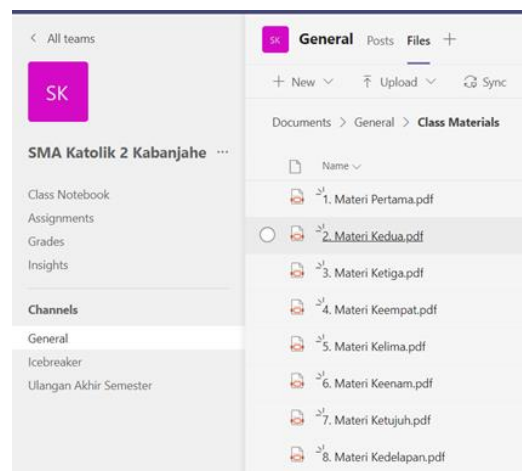 All teams
SK
SMA Katolik 2 Kabanjahe ...
Class Notebook
Assignments
Grades
Insights
Channels
General
Icebreaker
Ulangan Akhir Semester
SK General Posts Files +
+ New Upload Sync
Documents > General > Class Materials
Name
1. Materi Pertama.pdf
2. Materi Kedua.pdf
3. Materi Ketiga.pdf
4. Materi Keempat.pdf
5. Materi Kelima.pdf
6. Materi Keenam.pdf
7. Materi Ketujuh.pdf
8. Materi Kedelapan.pdf